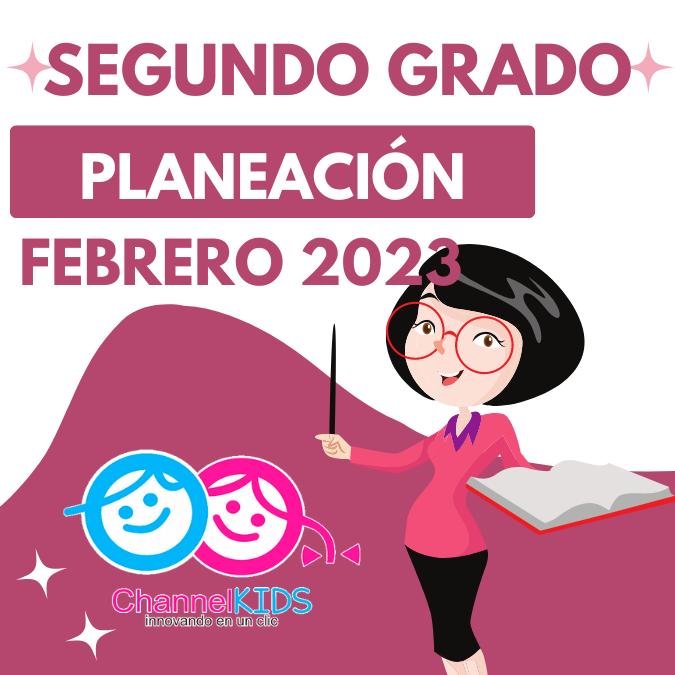 SEGUNDO GRADO
PLANEACIÓN
FEBRERO 2023
ChannelKIDS
innovando en un clic